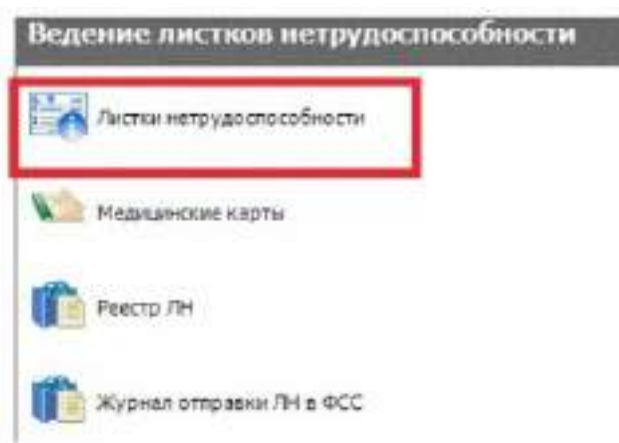 Ведение листков нетрудоспособности
Листки нетрудоспособности
Медицинские карты
Реестр ЛН
Журнал отправки ЛН в ФСС